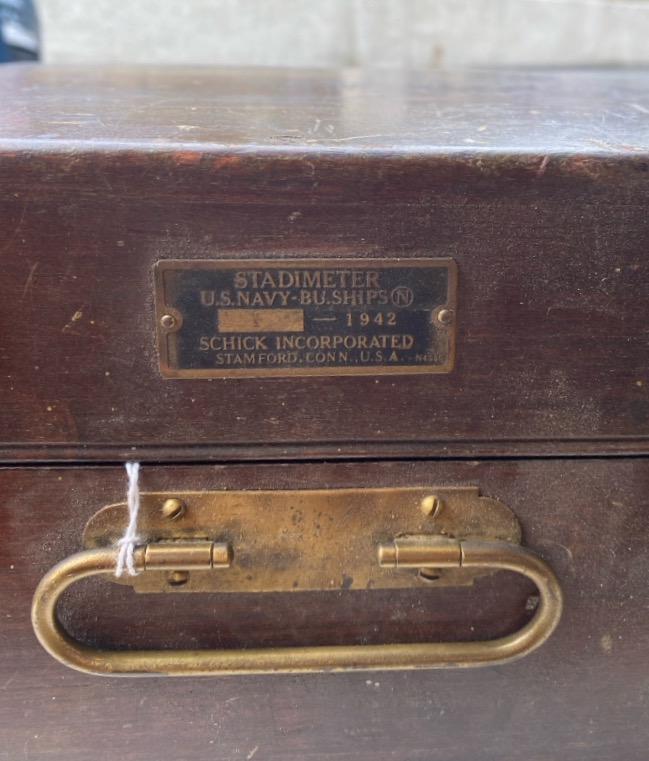 STADIMETER
U.S.NAVY-BU.SHIPS N
— 1942
SCHICK INCORPORATED
STAMFORD, CONN., U.S.A.